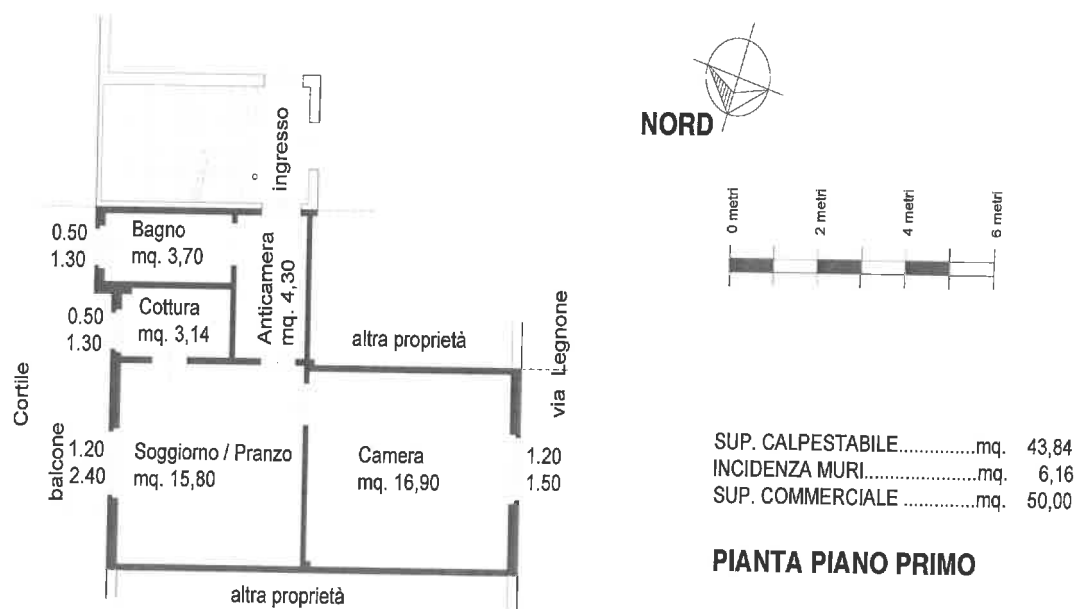 NORD
0 metri
2 metri
4 metri
6 metri
ingresso
Bagno
mq. 3,70
0.50
1.30
Anticamera
mq. 4,30
Cottura
mq. 3,14
0.50
1.30
altra proprietà
via Legnone
Cortile
balcone
1.20
2.40
Soggiorno / Pranzo
mq. 15,80
Camera
mq. 16,90
1.20
1.50
altra proprietà
SUP. CALPESTABILE..............mq. 43,84
INCIDENZA MURI.....................mq. 6,16
SUP. COMMERCIALE .............mq. 50,00
PIANTA PIANO PRIMO